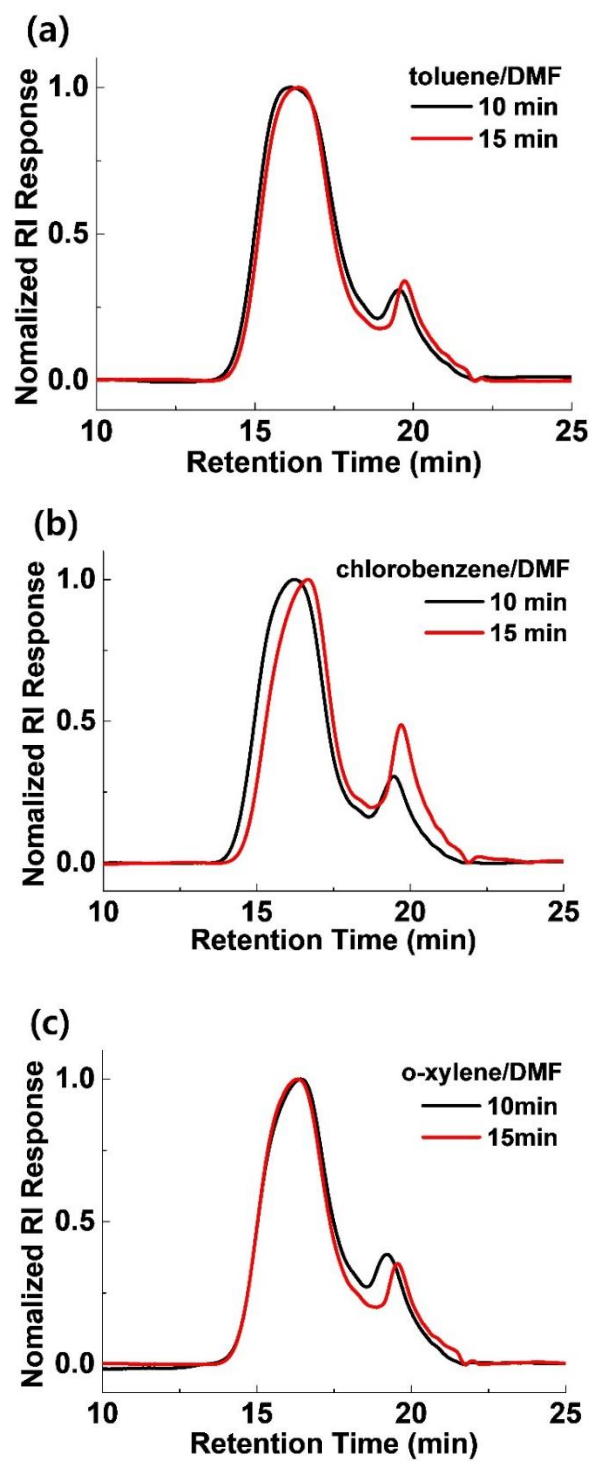 (a)
toluene/DMF
10 min
15 min
Nomalized RI Response
1.0
0.5
0.0
10
15
20
25
Retention Time (min)
(b)
chlorobenzene/DMF
10 min
15 min
Nomalized RI Response
1.0
0.5
0.0
10
15
20
25
Retention Time (min)
(c)
o-xylene/DMF
10min
15min
Nomalized RI Response
1.0
0.5
0.0
10
15
20
25
Retention Time (min)